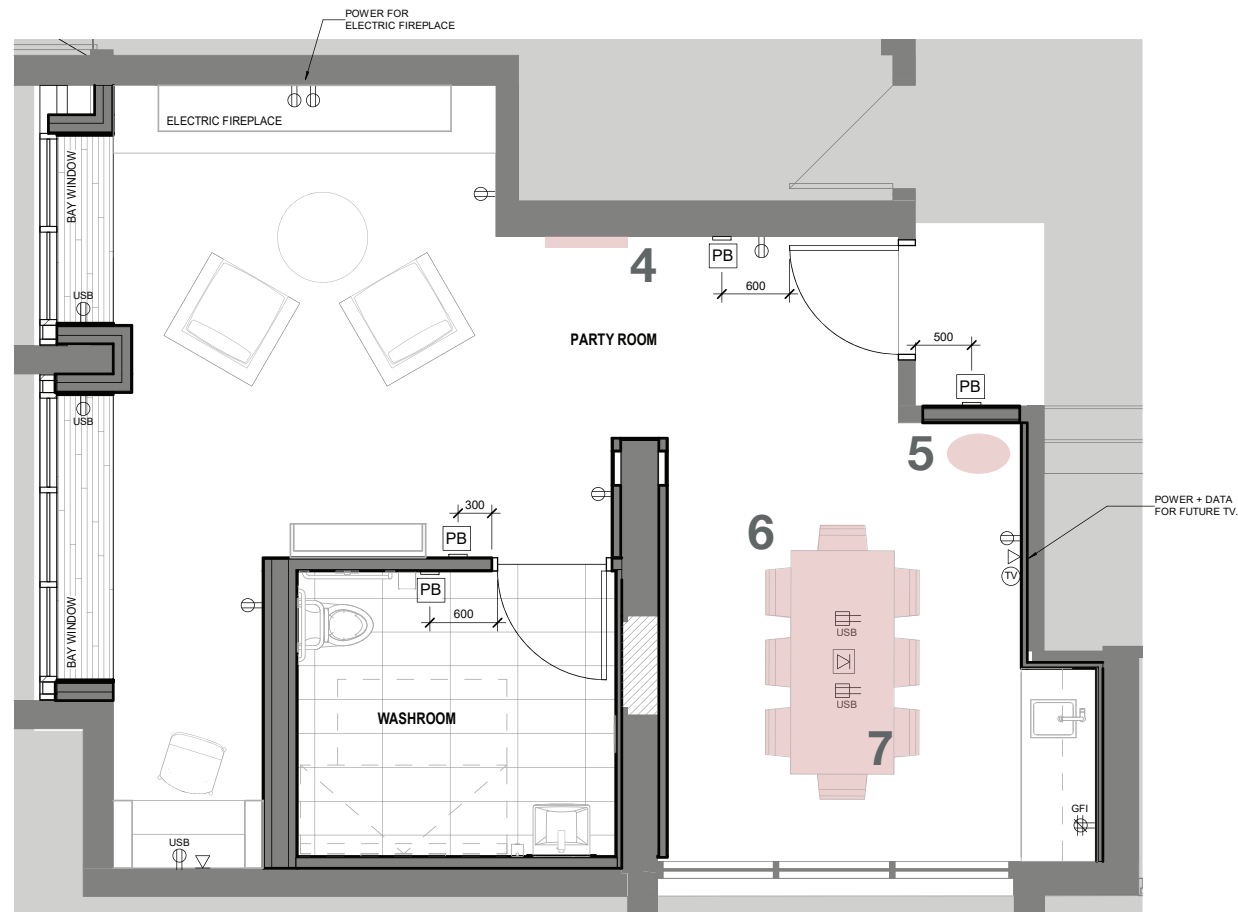 POWER FOR
ELECTRIC FIREPLACE
ELECTRIC FIREPLACE
BAY WINDOW
USB
USB
4
PB
600
PARTY ROOM
500
PB
5
POWER + DATA
FOR FUTURE TV.
300
PB
6
TV
PB
600
USB
USB
BAY WINDOW
WASHROOM
7
GFI
USB